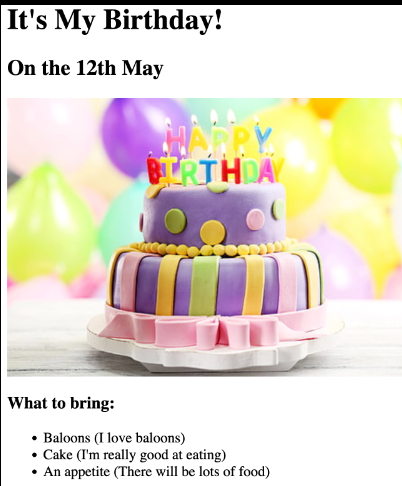 It's My Birthday!
On the 12th May
HAPPY
BIRTHDAY
What to bring:
Baloons (I love baloons)
Cake (I'm really good at eating)
An appetite (There will be lots of food)